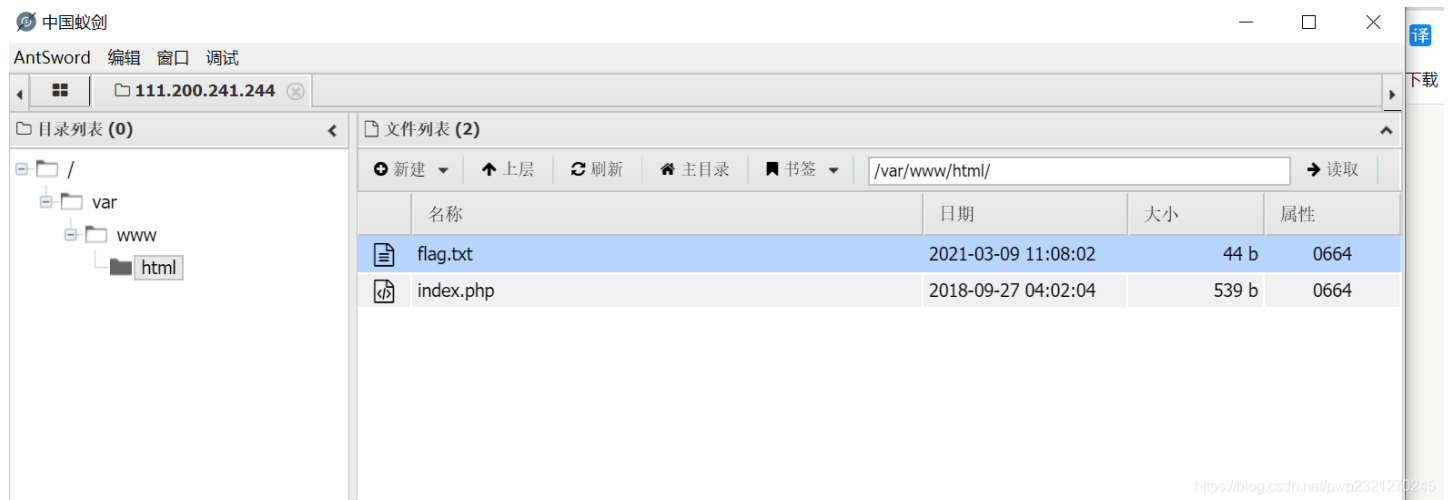 中国蚁剑
译
AntSword 编辑 窗口 调试
下载
111.200.241.244
目录列表 (0)
文件列表 (2)
新建 上层 刷新 主目录 书签 /var/www/html/ 读取
/
var
www
html
名称 日期 大小 属性
flag.txt 2021-03-09 11:08:02 44 b 0664
index.php 2018-09-27 04:02:04 539 b 0664
https://blog.csdn.net/pwp2321270245